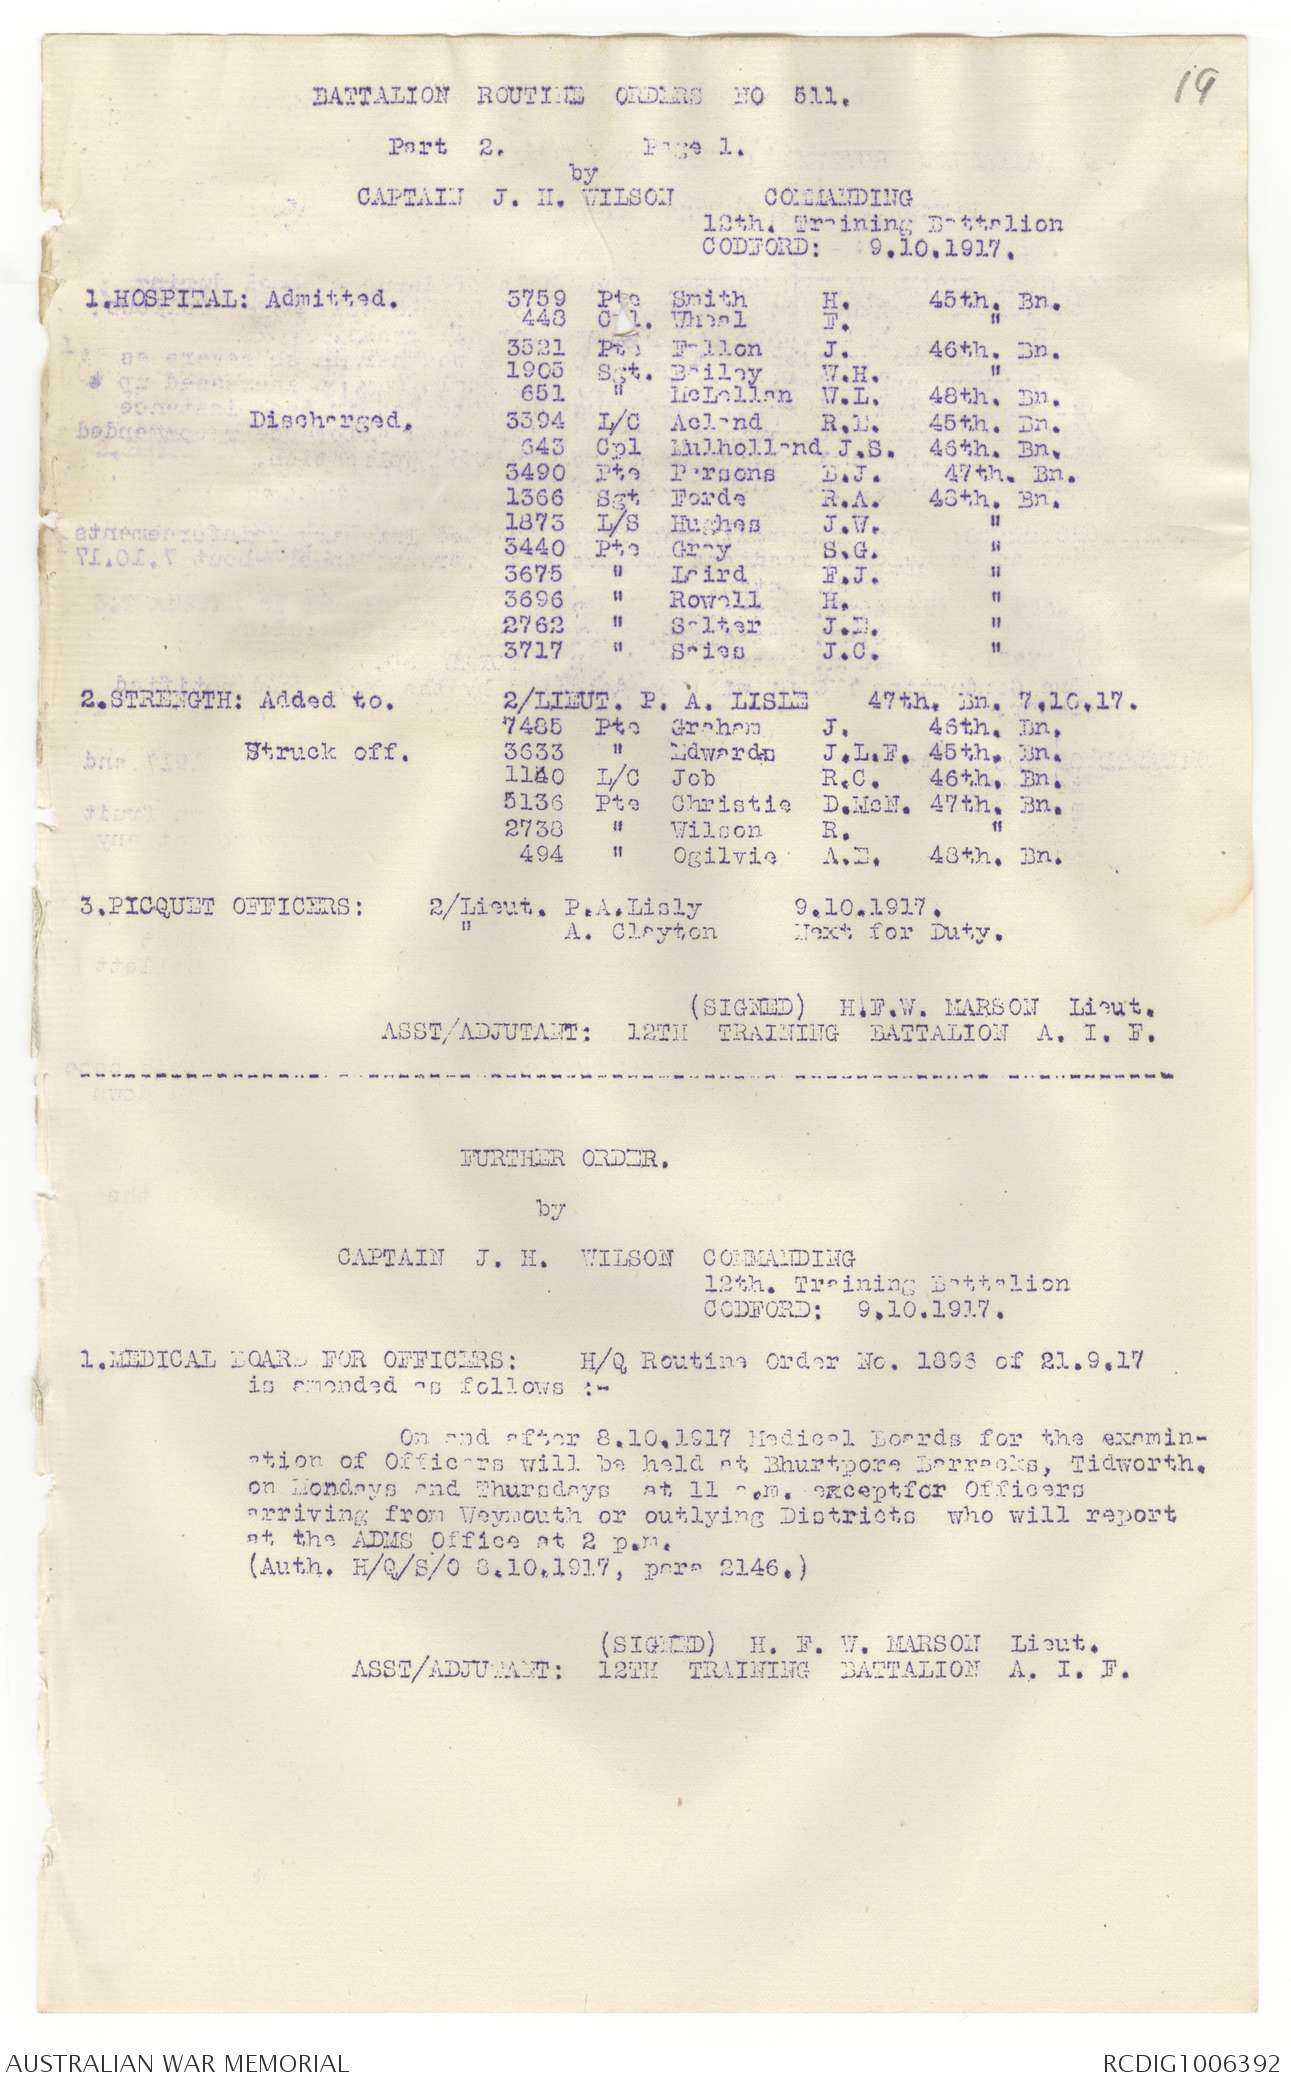 19
BATTALION ROUTINE ORDERS NO 511.
Part 2. Page 1.
by
CAPTAIN J. H. WILSON COMMANDING
12th. Training Battalion
CODFORD: 9.10.1917.
1.HOSPITAL: Admitted. 3759 Pte Smith H. 45th. Bn.
448 Cpl. Wheal F. "
3521 Pte Fallon J. 46th. Bn.
1905 Sgt. Bailey W.H. "
651 " McLellan W.L. 48th. Bn.
Discharged. 3394 L/C Acland R.E. 45th. Bn.
643 Cpl Mulholland J.S. 46th. Bn.
3490 Pte Parsons E.J. 47th. Bn.
1366 Sgt Forde R.A. 48th. Bn.
1873 L/S Hughes J.W. "
3440 Pte Gray S.G. "
3675 " Laird F.J. "
3696 " Rowell H. "
2762 " Salter J.E. "
3717 " Saies J.C. "
2.STRENGTH: Added to. 2/LIEUT. P. A. LISLE 47th. Bn. 7.10.17.
7485 Pte Graham J. 46th. Bn.
Struck off. 3633 " Edwards J.L.F. 45th. Bn.
1140 L/C Job R.C. 46th. Bn.
5136 Pte Christie D.McN. 47th. Bn.
2738 " Wilson R. "
494 " Ogilvie A.E. 48th. Bn.
3.PICQUET OFFICERS: 2/Lieut. P.A.Lisly 9.10.1917.
" A. Clayton Next for Duty.
(SIGNED) H.F.W. MARSON Lieut.
ASST/ADJUTANT: 12TH TRAINING BATTALION A. I. F.
FURTHER ORDER.
by
CAPTAIN J. H. WILSON COMMANDING
12th. Training Battalion
CODFORD: 9.10.1917.
1.MEDICAL BOARD FOR OFFICERS: H/Q Routine Order No. 1896 of 21.9.17
is amended as follows :-
On and after 8.10.1917 Medical Boards for the examin-
ation of Officers will be held at Bhurtpore Barracks, Tidworth.
on Mondays and Thursdays at 11 a.m. exceptfor Officers
arriving from Weymouth or outlying Districts who will report
at the ADMS Office at 2 p.m.
(Auth. H/Q/S/O 8.10.1917, para 2146.)
(SIGNED) H. F. W. MARSON Lieut.
ASST/ADJUTANT: 12TH TRAINING BATTALION A. I. F.
AUSTRALIAN WAR MEMORIAL RCDIG1006392